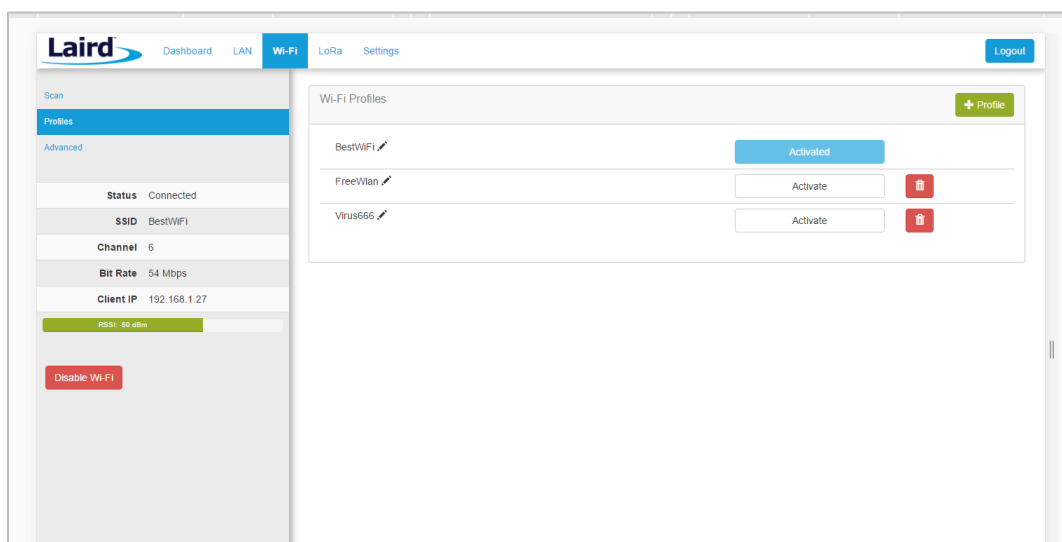 Laird
Dashboard LAN Wi-Fi LoRa Settings Logout
Scan
Profiles
Advanced
Status Connected
SSID BestWiFi
Channel 6
Bit Rate 54 Mbps
Client IP 192.168.1.27
RSSI: -50 dBm
Disable Wi-Fi
Wi-Fi Profiles
+ Profile
BestWiFi Activated
FreeWlan Activate
Virus666 Activate